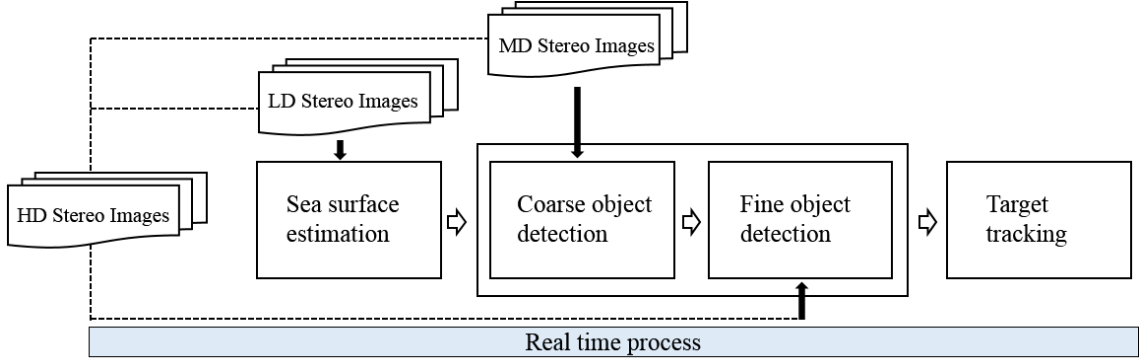 MD Stereo Images
LD Stereo Images
HD Stereo Images
Sea surface
estimation
Coarse object
detection
Fine object
detection
Target
tracking
Real time process